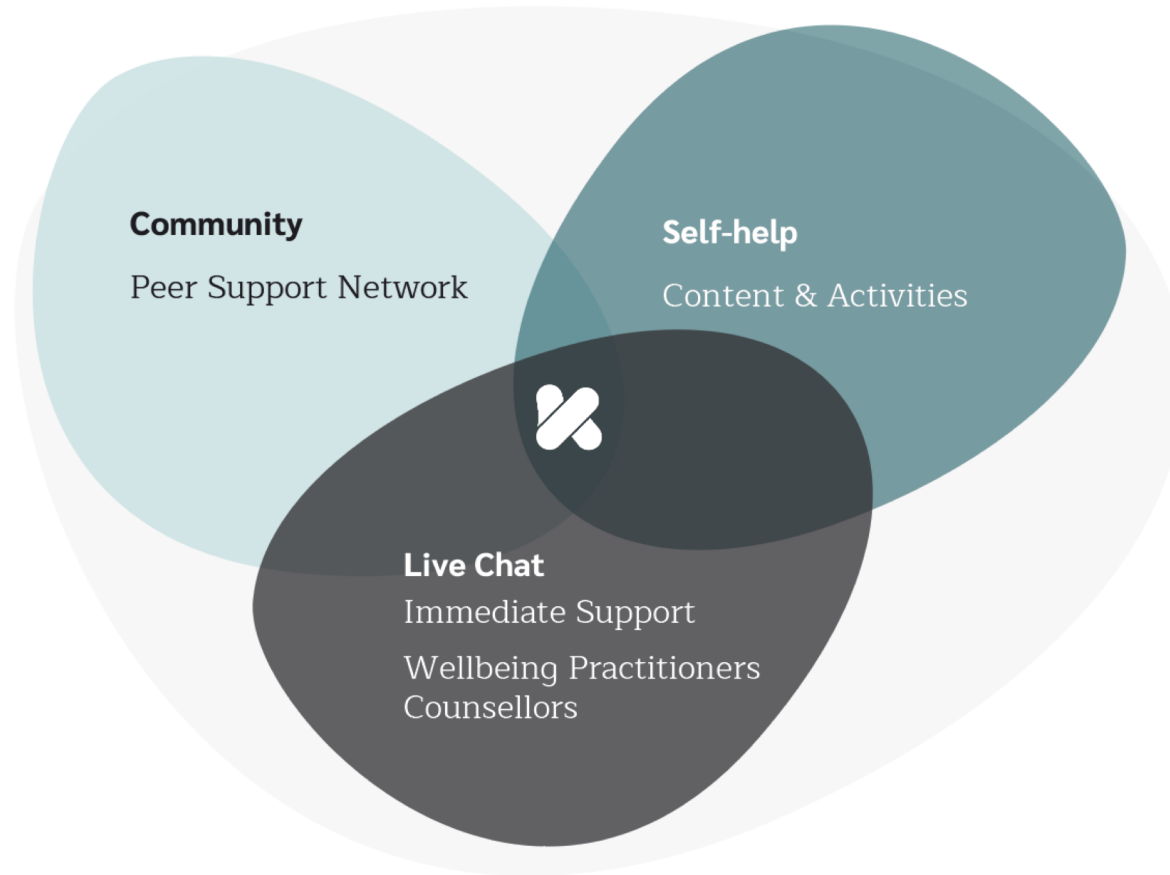 Community
Peer Support Network
Self-help
Content & Activities
Live Chat
Immediate Support
Wellbeing Practitioners
Counsellors